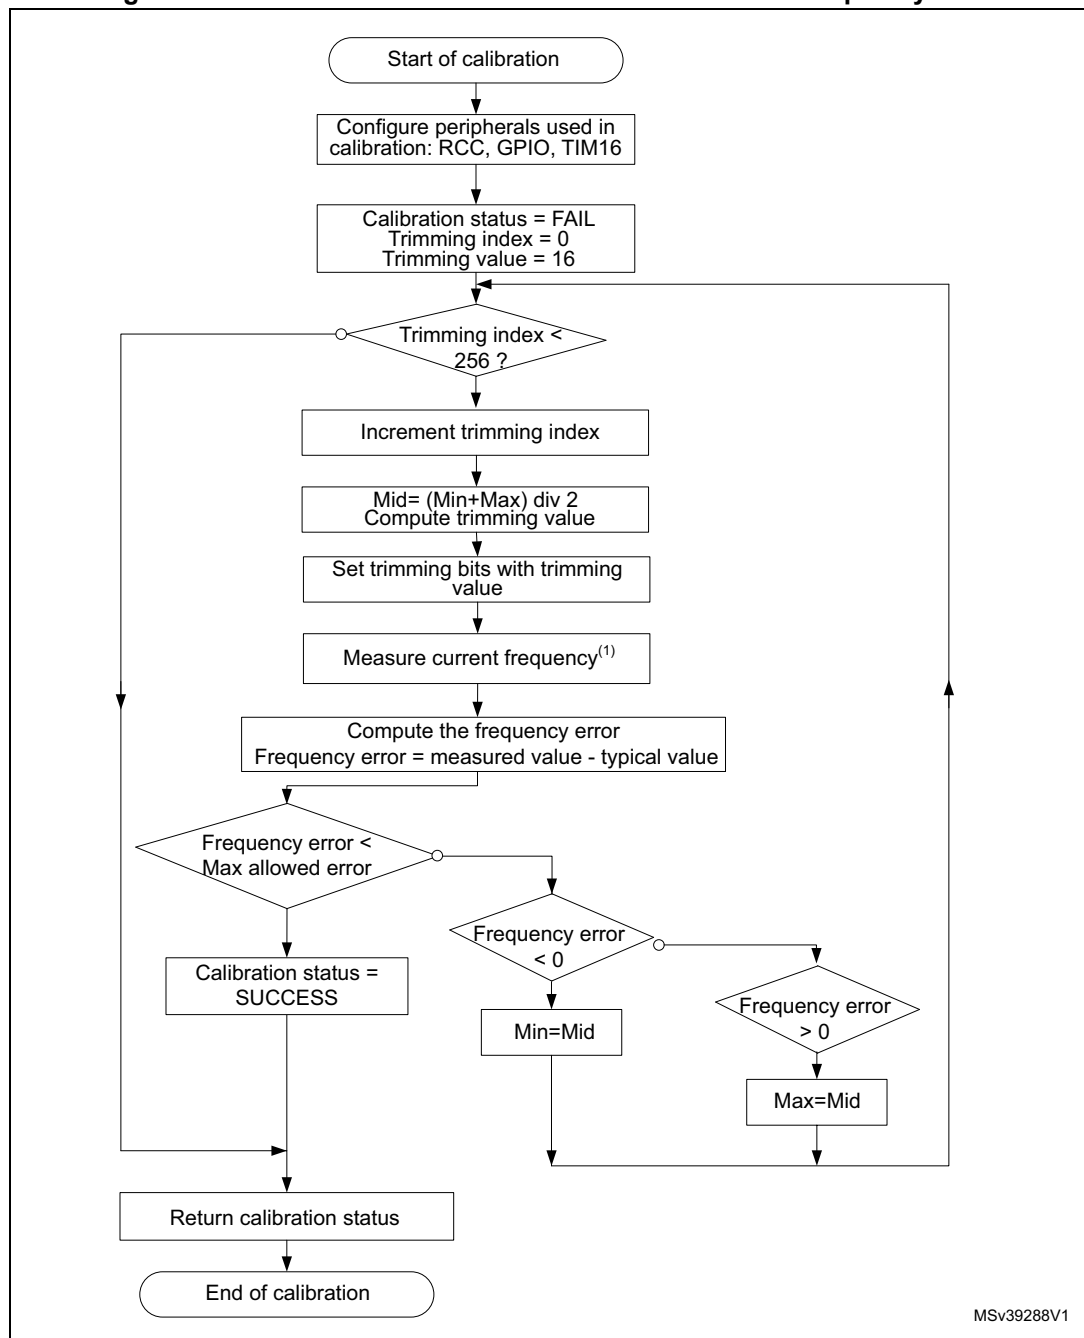 Start of calibration
Configure peripherals used in
calibration: RCC, GPIO, TIM16
Calibration status = FAIL
Trimming index = 0
Trimming value = 16
Trimming index <
256 ?
Increment trimming index
Mid= (Min+Max) div 2
Compute trimming value
Set trimming bits with trimming
value
Measure current frequency(1)
Compute the frequency error
Frequency error = measured value - typical value
Frequency error <
Max allowed error
Frequency error
< 0
Calibration status =
SUCCESS
Frequency error
> 0
Min=Mid
Max=Mid
Return calibration status
End of calibration
MSv39288V1